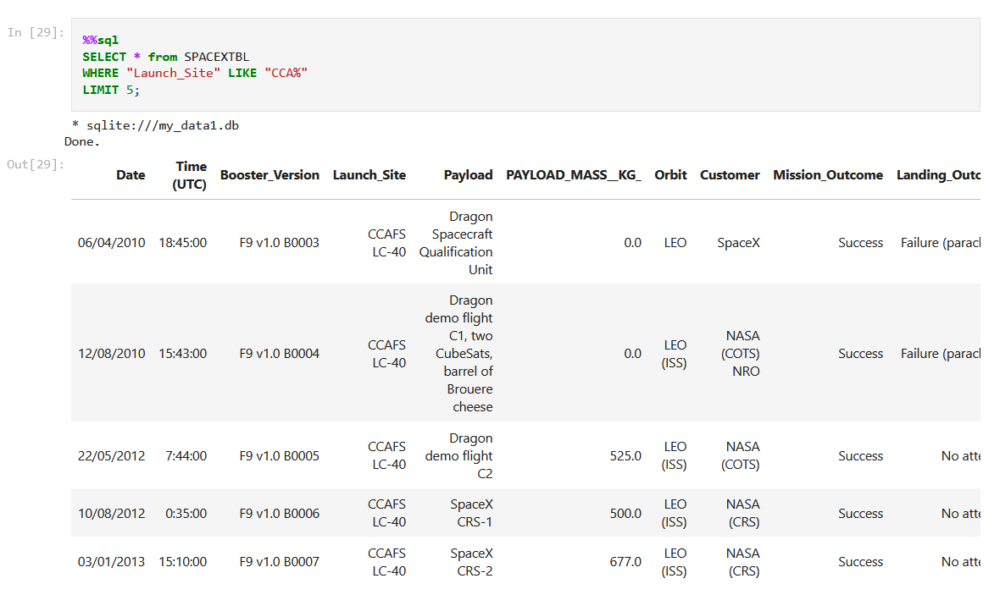 In [29]:
%%sql
SELECT * from SPACEXTBL
WHERE "Launch_Site" LIKE "CCA%"
LIMIT 5;
* sqlite:///my_data1.db
Done.
Out[29]:
Date Time (UTC) Booster_Version Launch_Site Payload PAYLOAD_MASS__KG_ Orbit Customer Mission_Outcome Landing_Outc
06/04/2010 18:45:00 F9 v1.0 B0003 CCAFS LC-40 Dragon Spacecraft Qualification Unit 0.0 LEO SpaceX Success Failure (parach
12/08/2010 15:43:00 F9 v1.0 B0004 CCAFS LC-40 Dragon demo flight C1, two CubeSats, barrel of Brouere cheese 0.0 LEO (ISS) NASA (COTS) NRO Success Failure (parach
22/05/2012 7:44:00 F9 v1.0 B0005 CCAFS LC-40 Dragon demo flight C2 525.0 LEO (ISS) NASA (COTS) Success No atte
10/08/2012 0:35:00 F9 v1.0 B0006 CCAFS LC-40 SpaceX CRS-1 500.0 LEO (ISS) NASA (CRS) Success No atte
03/01/2013 15:10:00 F9 v1.0 B0007 CCAFS LC-40 SpaceX CRS-2 677.0 LEO (ISS) NASA (CRS) Success No atte